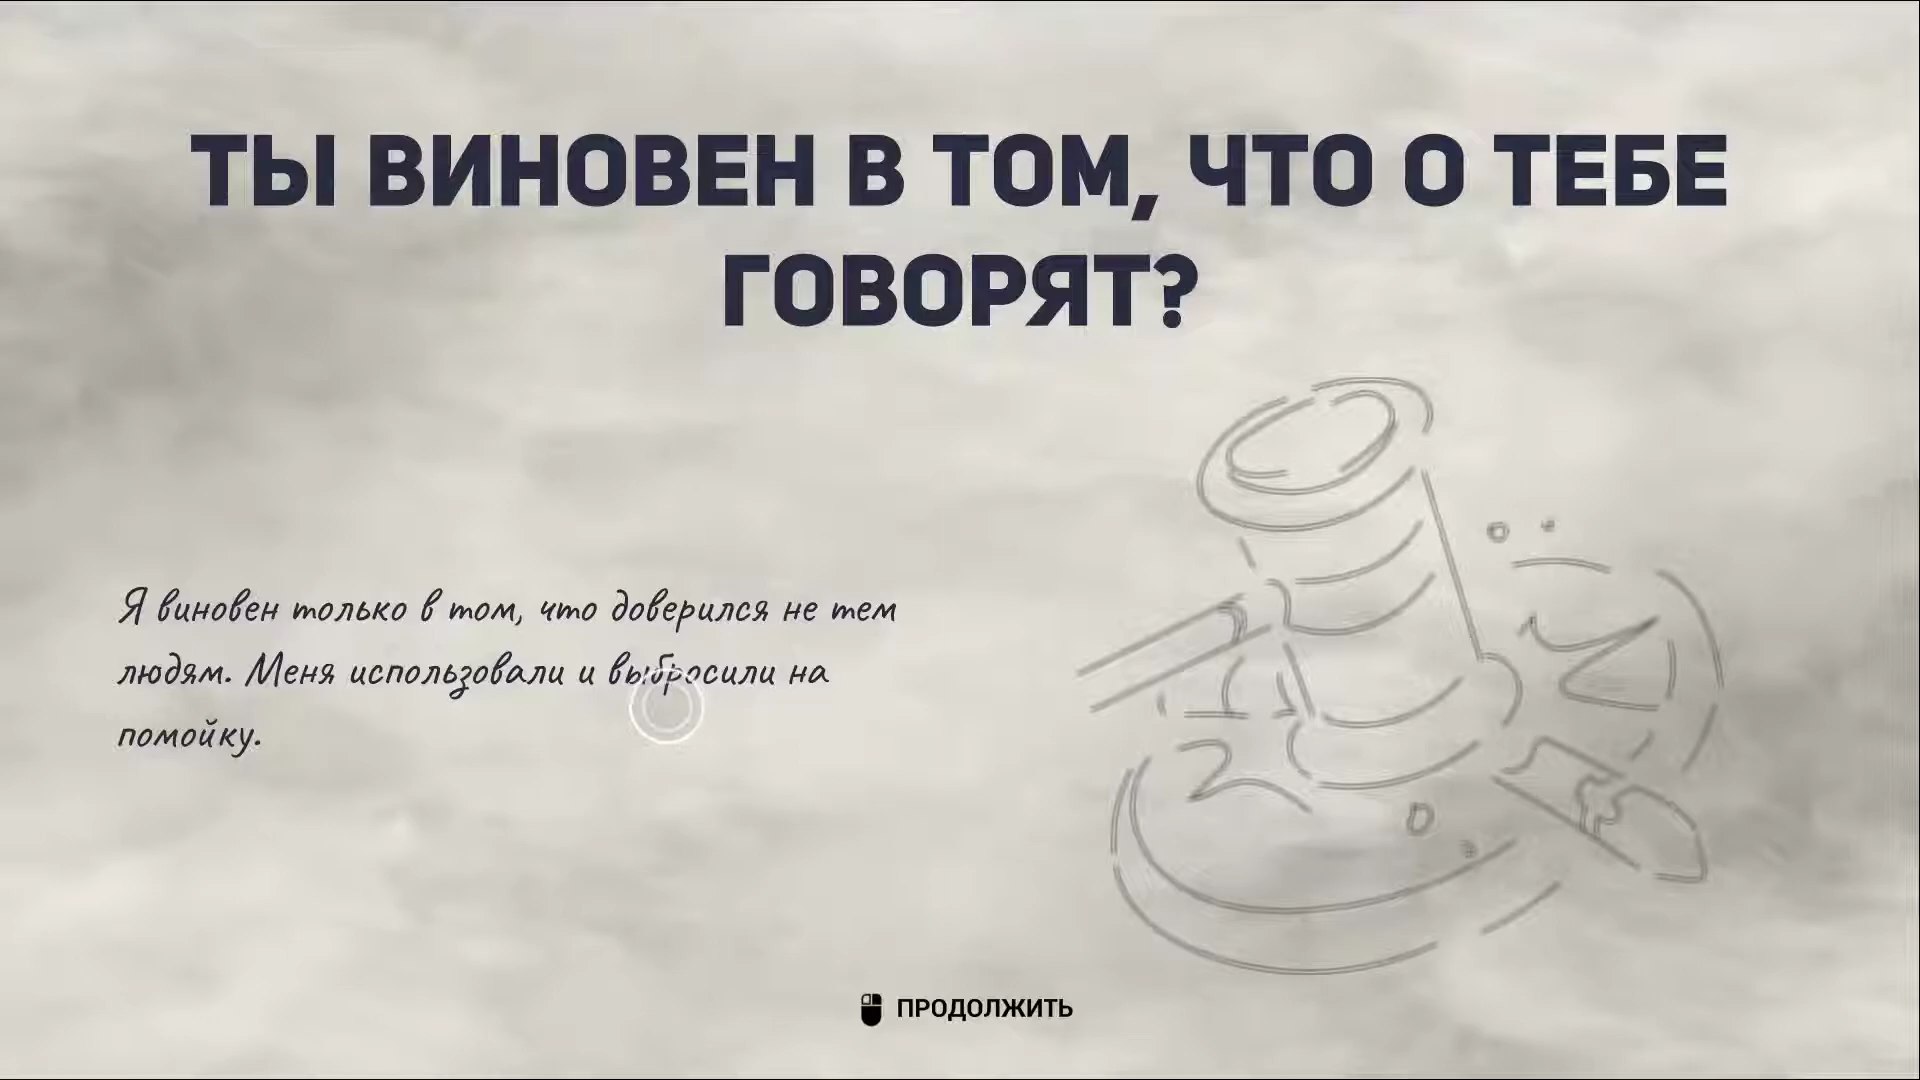 ТЫ ВИНОВЕН В ТОМ, ЧТО О ТЕБЕ
ГОВОРЯТ?
Я виновен только в том, что доверился не тем
людям. Меня использовали и выбросили на
помойку.
ПРОДОЛЖИТЬ